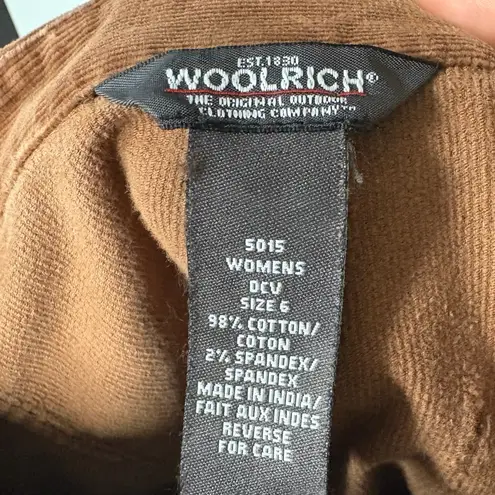 EST.1830
WOOLRICH®
THE ORIGINAL OUTDOOR
CLOTHING COMPANY™
5015
WOMENS
DCV
SIZE 6
98% COTTON/
COTON
2% SPANDEX/
SPANDEX
MADE IN INDIA/
FAIT AUX INDES
REVERSE
FOR CARE